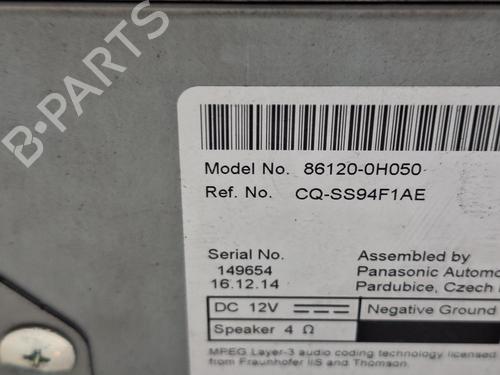 Model No. 86120-0H050
Ref. No. CQ-SS94F1AE
Serial No.
149654
16.12.14
Assembled by
Panasonic Automo
Pardubice, Czech
DC 12V
Negative Ground
Speaker 4 Ω
MPEG Layer-3 audio coding technology licensed
from Fraunhofer IIS and Thomson.
B-PARTS